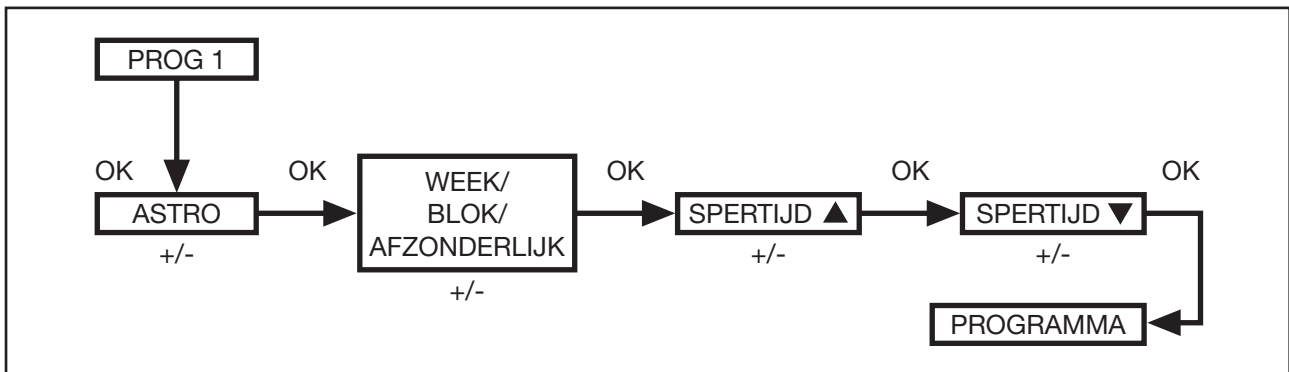 PROG 1
OK
OK
OK
OK
OK
ASTRO
WEEK/
BLOK/
AFZONDERLIJK
SPERTIJD ▲
SPERTIJD ▼
+/-
+/-
+/-
+/-
PROGRAMMA